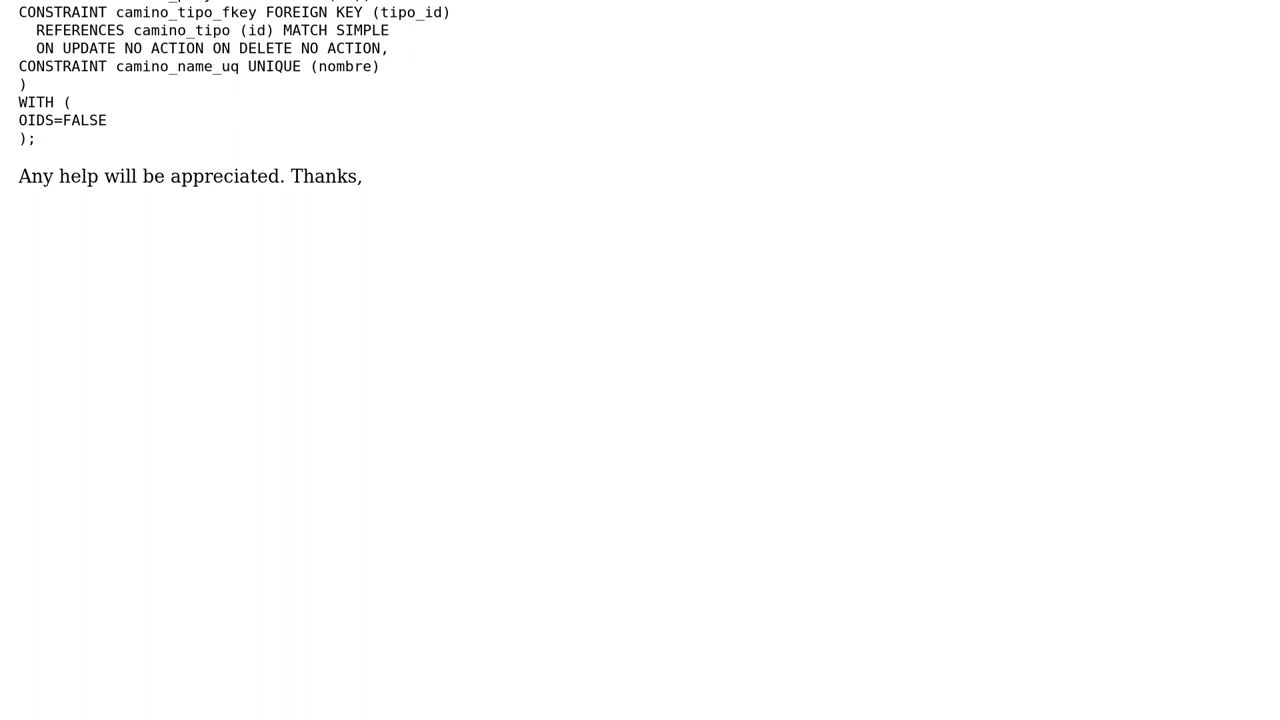 CONSTRAINT camino_tipo_fkey FOREIGN KEY (tipo_id)
  REFERENCES camino_tipo (id) MATCH SIMPLE
  ON UPDATE NO ACTION ON DELETE NO ACTION,
CONSTRAINT camino_name_uq UNIQUE (nombre)
)
WITH (
OIDS=FALSE
);
Any help will be appreciated. Thanks,